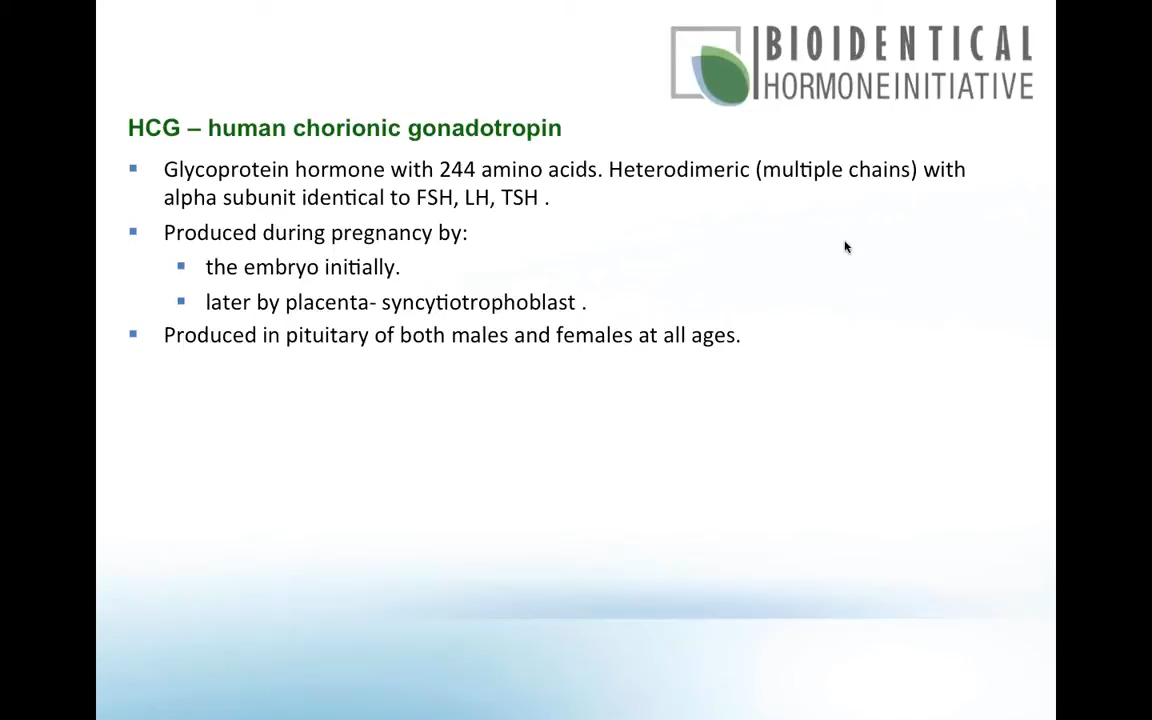 BIOIDENTICAL
HORMONEINITIATIVE
HCG – human chorionic gonadotropin
Glycoprotein hormone with 244 amino acids. Heterodimeric (multiple chains) with
alpha subunit identical to FSH, LH, TSH .
Produced during pregnancy by:
the embryo initially.
later by placenta- syncytiotrophoblast .
Produced in pituitary of both males and females at all ages.